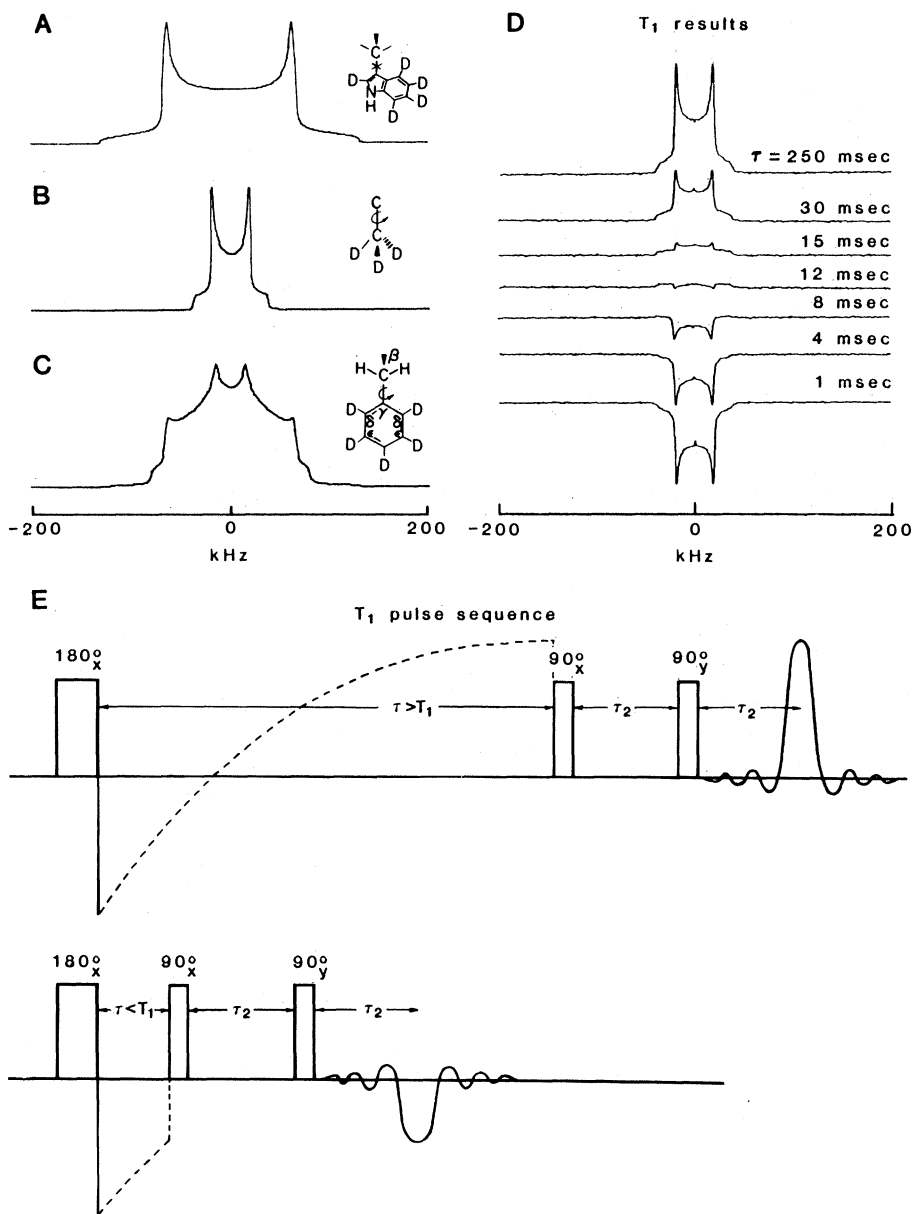 A
D
D
D
D
D
N
H
B
C
C
D
D
D
C
β
H
C
H
γ
D
D
δ
δ
D
D
D
-200
0
200
kHz
D
T₁ results
τ = 250 msec
30 msec
15 msec
12 msec
8 msec
4 msec
1 msec
-200
0
200
kHz
E
T₁ pulse sequence
180°x
90°x
90°y
τ>T₁
τ₂
τ₂
180°x
90°x
90°y
τ<T₁
τ₂
τ₂